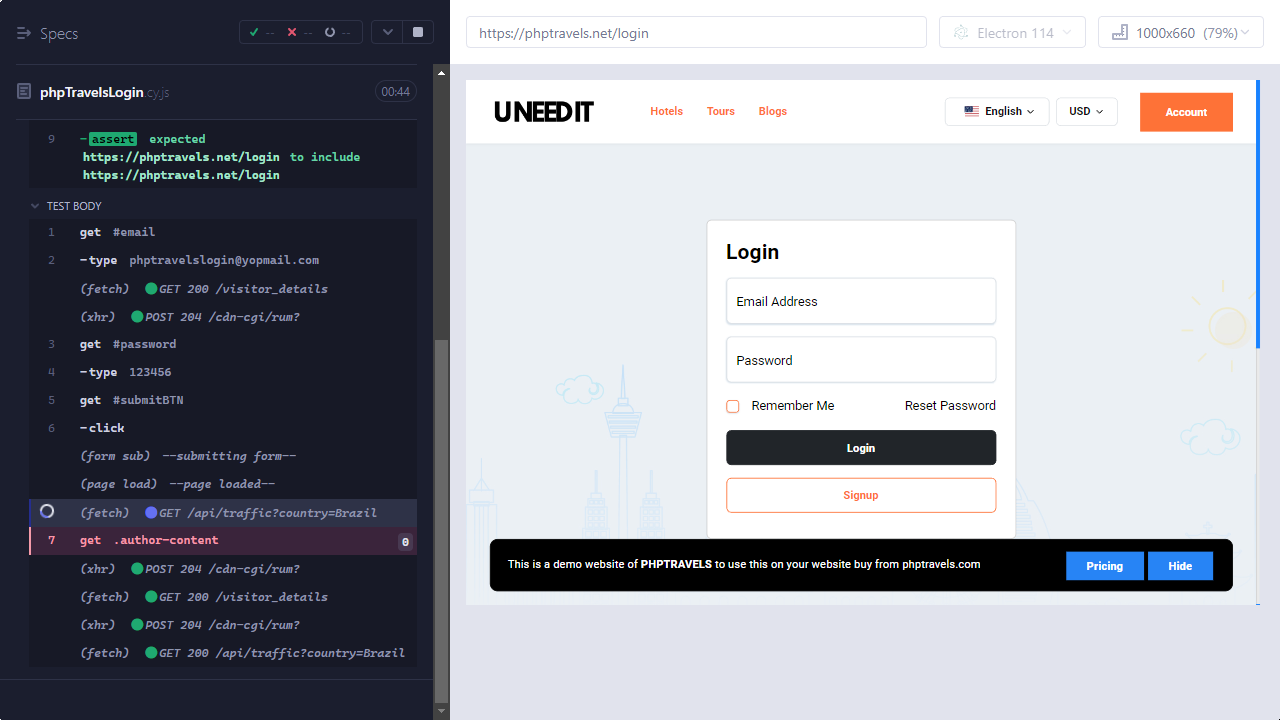 Specs
-- -- --
phpTravelsLogin.cy.js
00:44
9 -assert expected
https://phptravels.net/login to include
https://phptravels.net/login
TEST BODY
1 get #email
2 -type phptravelslogin@yopmail.com
(fetch) GET 200 /visitor_details
(xhr) POST 204 /cdn-cgi/rum?
3 get #password
4 -type 123456
5 get #submitBTN
6 -click
(form sub) --submitting form--
(page load) --page loaded--
(fetch) GET /api/traffic?country=Brazil
7 get .author-content 0
(xhr) POST 204 /cdn-cgi/rum?
(fetch) GET 200 /visitor_details
(xhr) POST 204 /cdn-cgi/rum?
(fetch) GET 200 /api/traffic?country=Brazil
https://phptravels.net/login
Electron 114
1000x660 (79%)
UNEEDIT
Hotels Tours Blogs
English
USD
Account
Login
Email Address
Password
Remember Me Reset Password
Login
Signup
This is a demo website of PHPTRAVELS to use this on your website buy from phptravels.com
Pricing Hide